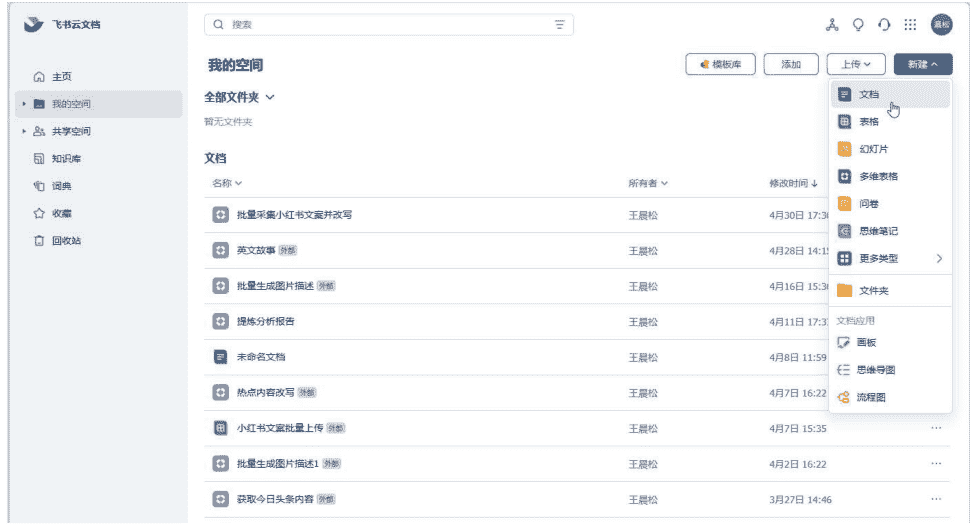 飞书云文档
搜索
晨松
主页
我的空间
共享空间
知识库
词典
收藏
回收站
我的空间
模板库
添加
上传
新建
全部文件夹
暂无文件夹
文档
名称
所有者
修改时间
批量采集小红书文案并改写
王晨松
4月30日 17:30
英文故事 外部
王晨松
4月28日 14:15
批量生成图片描述 外部
王晨松
4月16日 15:30
提炼分析报告
王晨松
4月11日 17:3
未命名文档
王晨松
4月8日 11:59
热点内容改写 外部
王晨松
4月7日 16:22
小红书文案批量上传 外部
王晨松
4月7日 15:35
批量生成图片描述1 外部
王晨松
4月2日 16:22
获取今日头条内容 外部
王晨松
3月27日 14:46
文档
表格
幻灯片
多维表格
问卷
思维笔记
更多类型
文件夹
文档应用
画板
思维导图
流程图